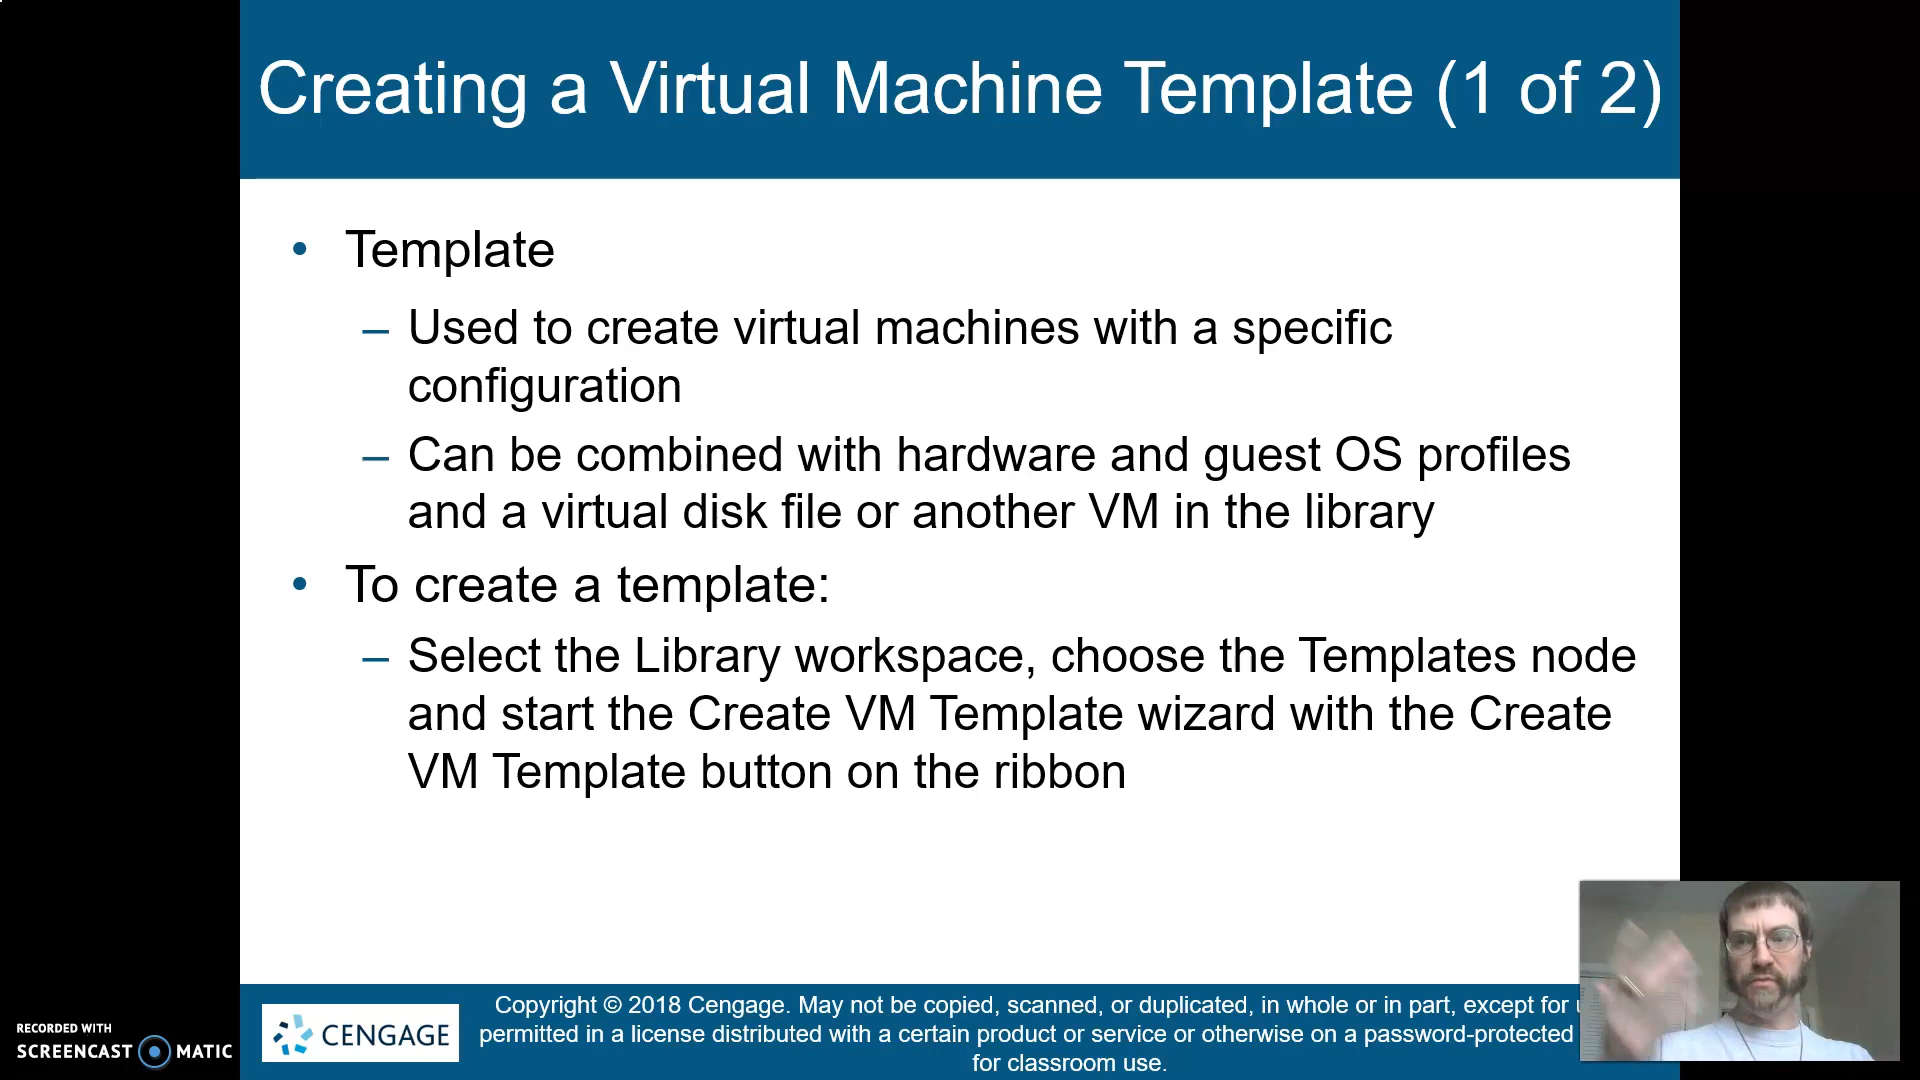 Creating a Virtual Machine Template (1 of 2)
• Template
– Used to create virtual machines with a specific
configuration
– Can be combined with hardware and guest OS profiles
and a virtual disk file or another VM in the library
• To create a template:
– Select the Library workspace, choose the Templates node
and start the Create VM Template wizard with the Create
VM Template button on the ribbon
RECORDED WITH
SCREENCAST MATIC
CENGAGE
Copyright © 2018 Cengage. May not be copied, scanned, or duplicated, in whole or in part, except for
permitted in a license distributed with a certain product or service or otherwise on a password-protected
for classroom use.